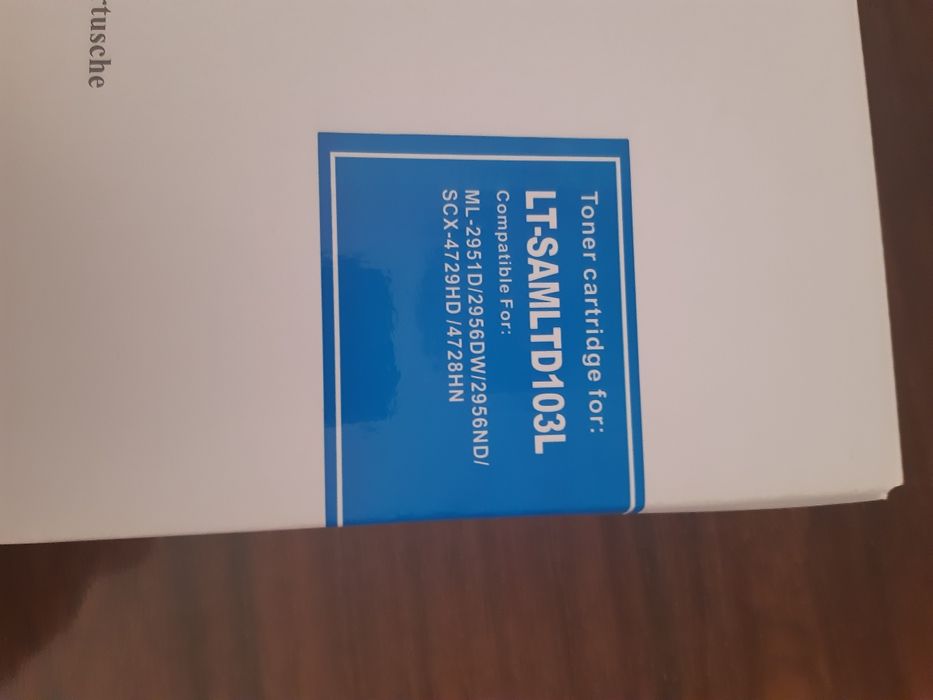 Toner cartridge for:
LT-SAMLTD103L
Compatible For:
ML-2951D/2956DW/2956ND/
SCX-4729HD /4728HN
rtusche